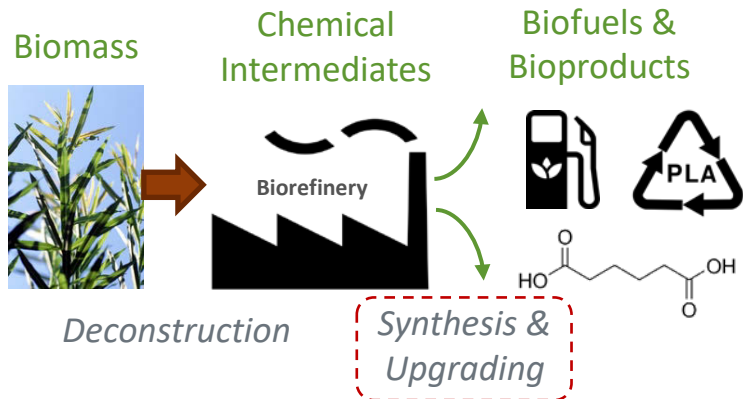 Biomass
Chemical
Intermediates
Biofuels &
Bioproducts
Biorefinery
PLA
O
HO
OH
O
Deconstruction
Synthesis &
Upgrading